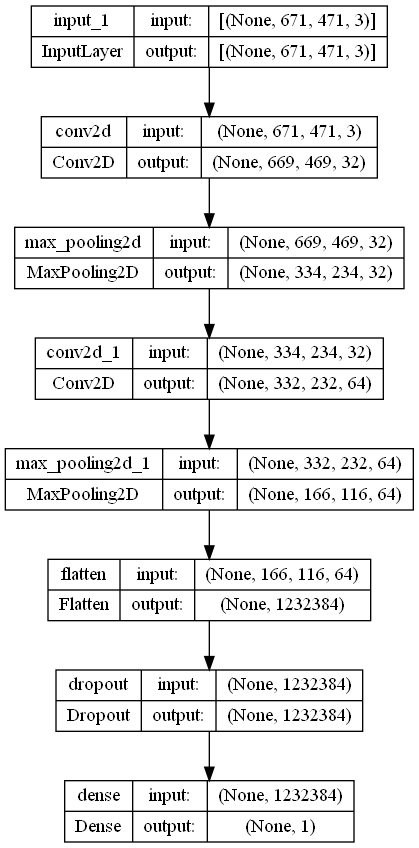 input_1 input: [(None, 671, 471, 3)]
InputLayer output: [(None, 671, 471, 3)]
conv2d input: (None, 671, 471, 3)
Conv2D output: (None, 669, 469, 32)
max_pooling2d input: (None, 669, 469, 32)
MaxPooling2D output: (None, 334, 234, 32)
conv2d_1 input: (None, 334, 234, 32)
Conv2D output: (None, 332, 232, 64)
max_pooling2d_1 input: (None, 332, 232, 64)
MaxPooling2D output: (None, 166, 116, 64)
flatten input: (None, 166, 116, 64)
Flatten output: (None, 1232384)
dropout input: (None, 1232384)
Dropout output: (None, 1232384)
dense input: (None, 1232384)
Dense output: (None, 1)